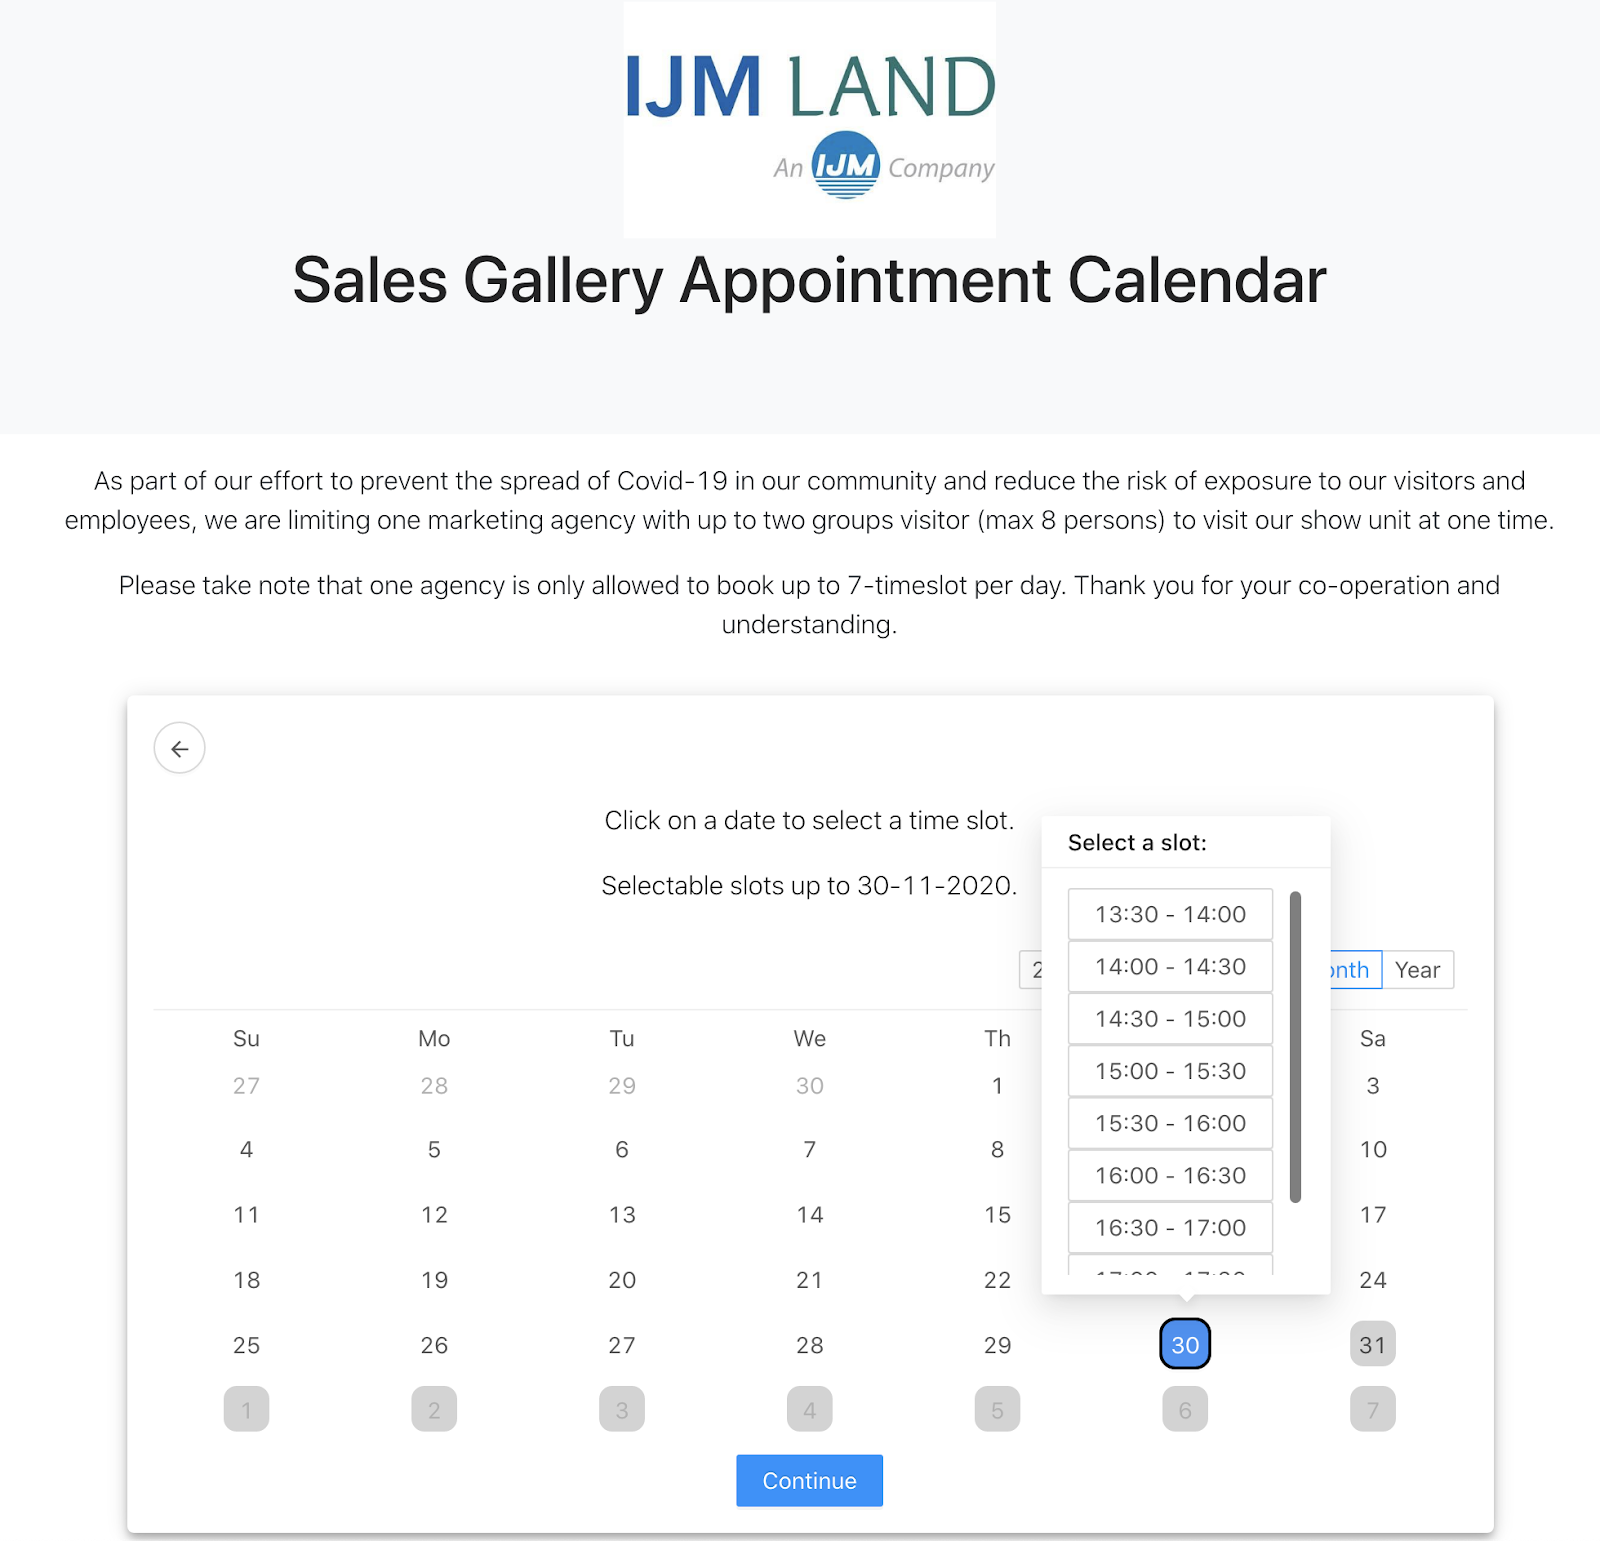 IJM LAND
An IJM Company
Sales Gallery Appointment Calendar
As part of our effort to prevent the spread of Covid-19 in our community and reduce the risk of exposure to our visitors and
employees, we are limiting one marketing agency with up to two groups visitor (max 8 persons) to visit our show unit at one time.
Please take note that one agency is only allowed to book up to 7-timeslot per day. Thank you for your co-operation and
understanding.
Click on a date to select a time slot.
Selectable slots up to 30-11-2020.
Select a slot:
13:30 - 14:00
14:00 - 14:30
14:30 - 15:00
15:00 - 15:30
15:30 - 16:00
16:00 - 16:30
16:30 - 17:00
2 onth Year
Su Mo Tu We Th Sa
27 28 29 30 1 3
4 5 6 7 8 10
11 12 13 14 15 17
18 19 20 21 22 24
25 26 27 28 29 30 31
1 2 3 4 5 6 7
Continue